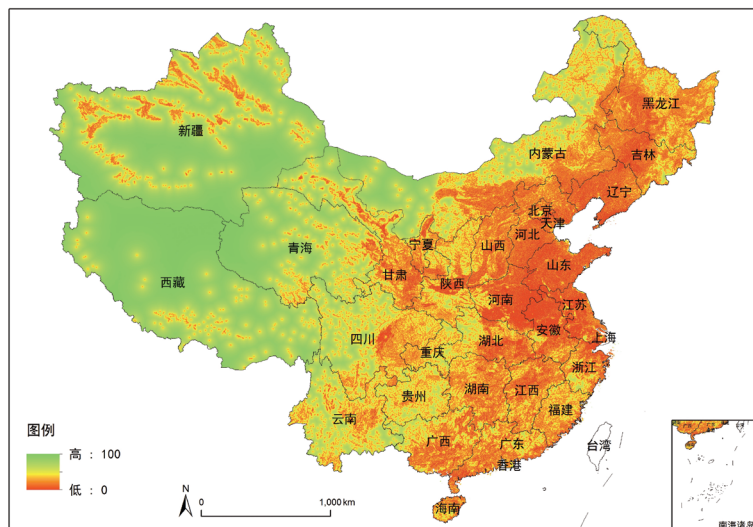 黑龙江
新疆
内蒙古
吉林
辽宁
北京
天津
宁夏
山西
河北
青海
甘肃
山东
西藏
陕西
河南
江苏
安徽
四川
重庆
湖北
上海
浙江
贵州
湖南
江西
云南
福建
图例
广西
广东
台湾
高 : 100
香港
低 : 0
N
0
1,000 km
海南
南海诸岛